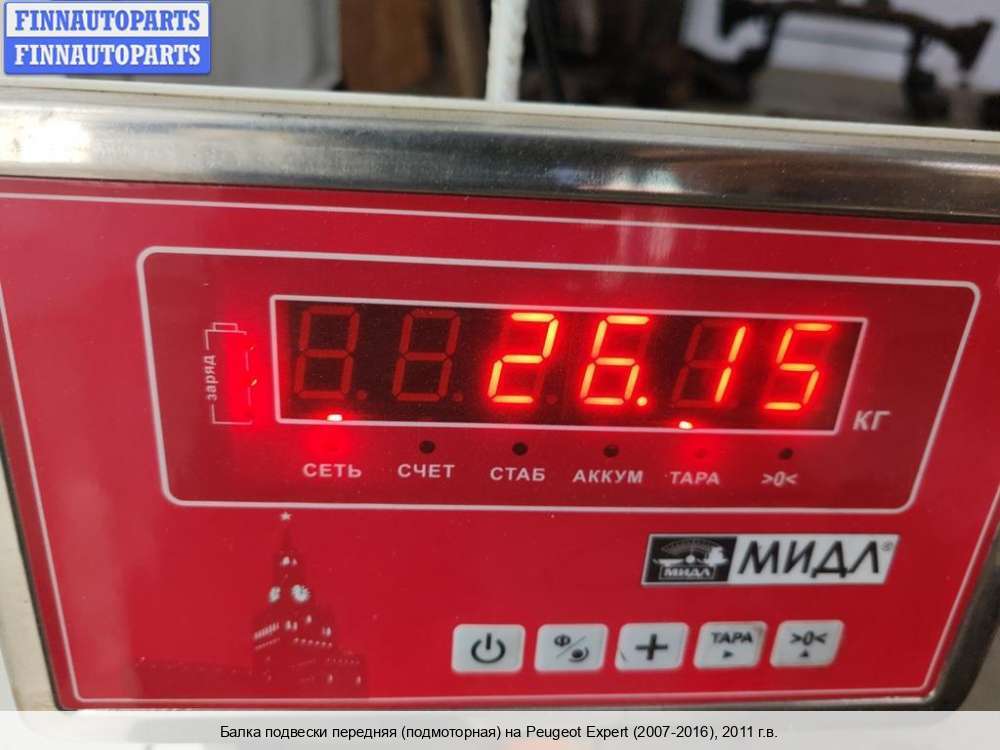 FINNAUTOPARTS
FINNAUTOPARTS
26.15
заряд
КГ
СЕТЬ СЧЕТ СТАБ АККУМ ТАРА >0<
МИДЛ МИДЛ®
Ф ТАРА >0<
Балка подвески передняя (подмоторная) на Peugeot Expert (2007-2016), 2011 г.в.